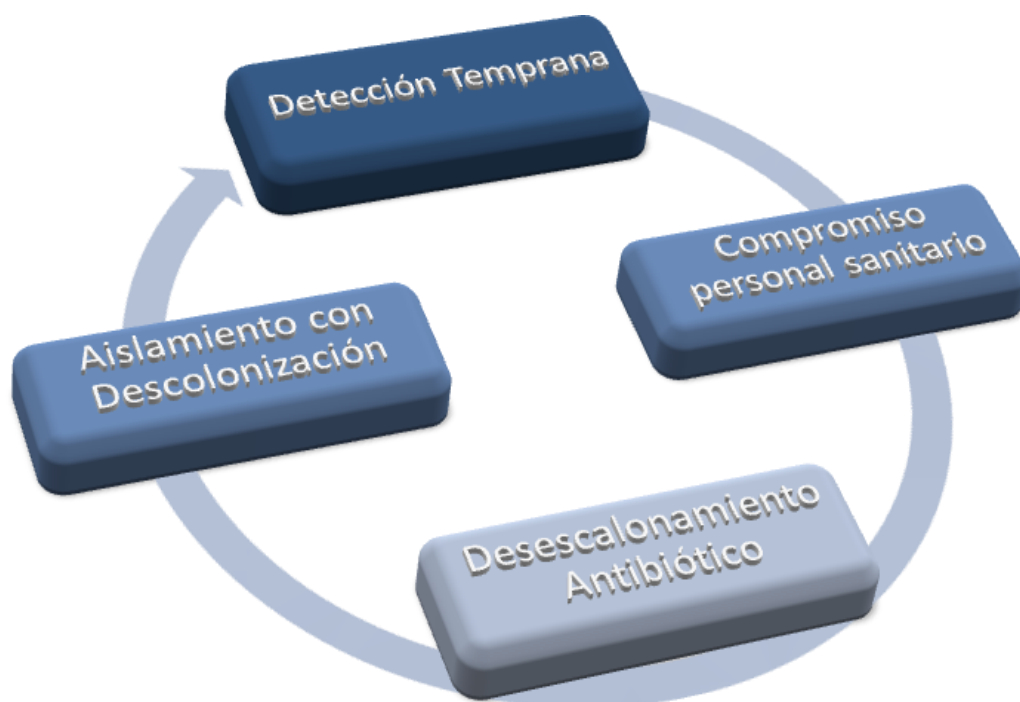 Detección Temprana
Compromiso
personal sanitario
Desescalonamiento
Antibiótico
Aislamiento con
Descolonización